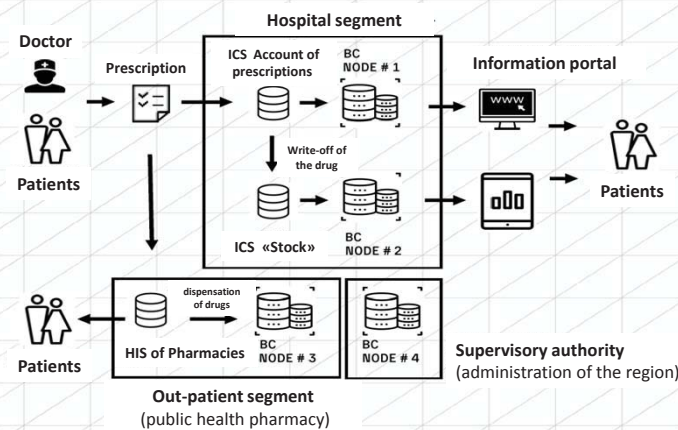 Hospital segment
Doctor
Prescription
ICS Account of
prescriptions
BC
NODE # 1
Information portal
www
Write-off of
the drug
Patients
Patients
ICS «Stock»
BC
NODE # 2
dispensation
of drugs
Patients
HIS of Pharmacies
BC
NODE # 3
BC
NODE # 4
Supervisory authority
(administration of the region)
Out-patient segment
(public health pharmacy)